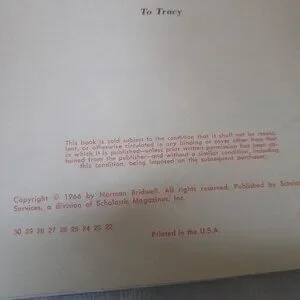 To Tracy
This book is sold subject to the condition that it shall not be resold,
lent, or otherwise circulated in any binding or cover other than that
in which it is published—unless prior written permission has been ob-
tained from the publisher—and without a similar condition, including
this condition, being imposed on the subsequent purchaser.
Copyright © 1966 by Norman Bridwell. All rights reserved. Published by
Services, a division of Scholastic Magazines, Inc.
30 29 28 27 26 25 24 23 22
Printed in the U.S.A.